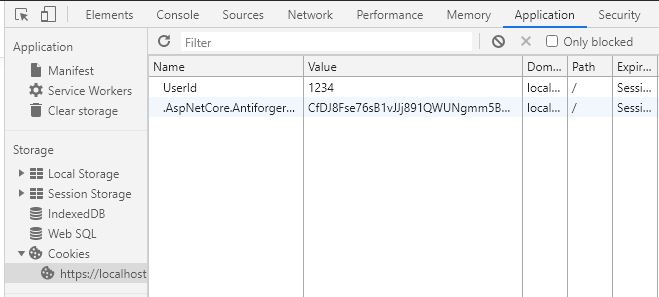 Elements Console Sources Network Performance Memory Application Security
Application
Manifest
Service Workers
Clear storage
Storage
Local Storage
Session Storage
IndexedDB
Web SQL
Cookies
https://localhost
Filter
Only blocked
Name Value Dom... Path Expir...
UserId 1234 local... / Sessi...
.AspNetCore.Antiforger... CfDJ8Fse76sB1vJJj891QWUNgmm5B... local... / Sessi...